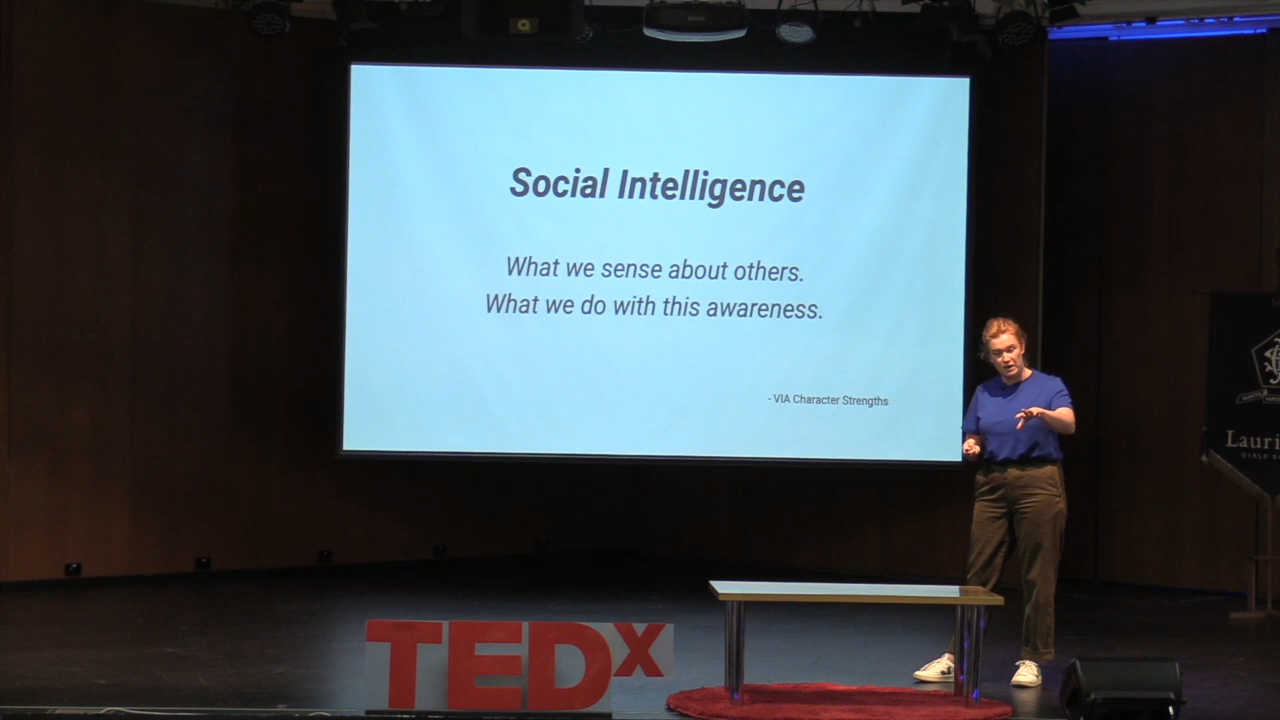 Social Intelligence
What we sense about others.
What we do with this awareness.
- VIA Character Strengths
TEDx